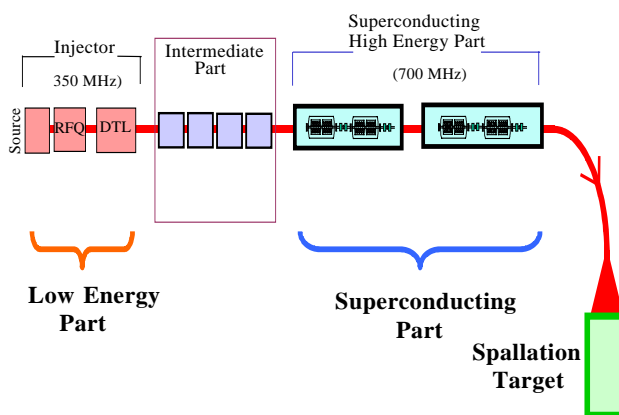 Injector
350 MHz)
Intermediate
Part
Superconducting
High Energy Part
(700 MHz)
Source
RFQ
DTL
Low Energy
Part
Superconducting
Part
Spallation
Target